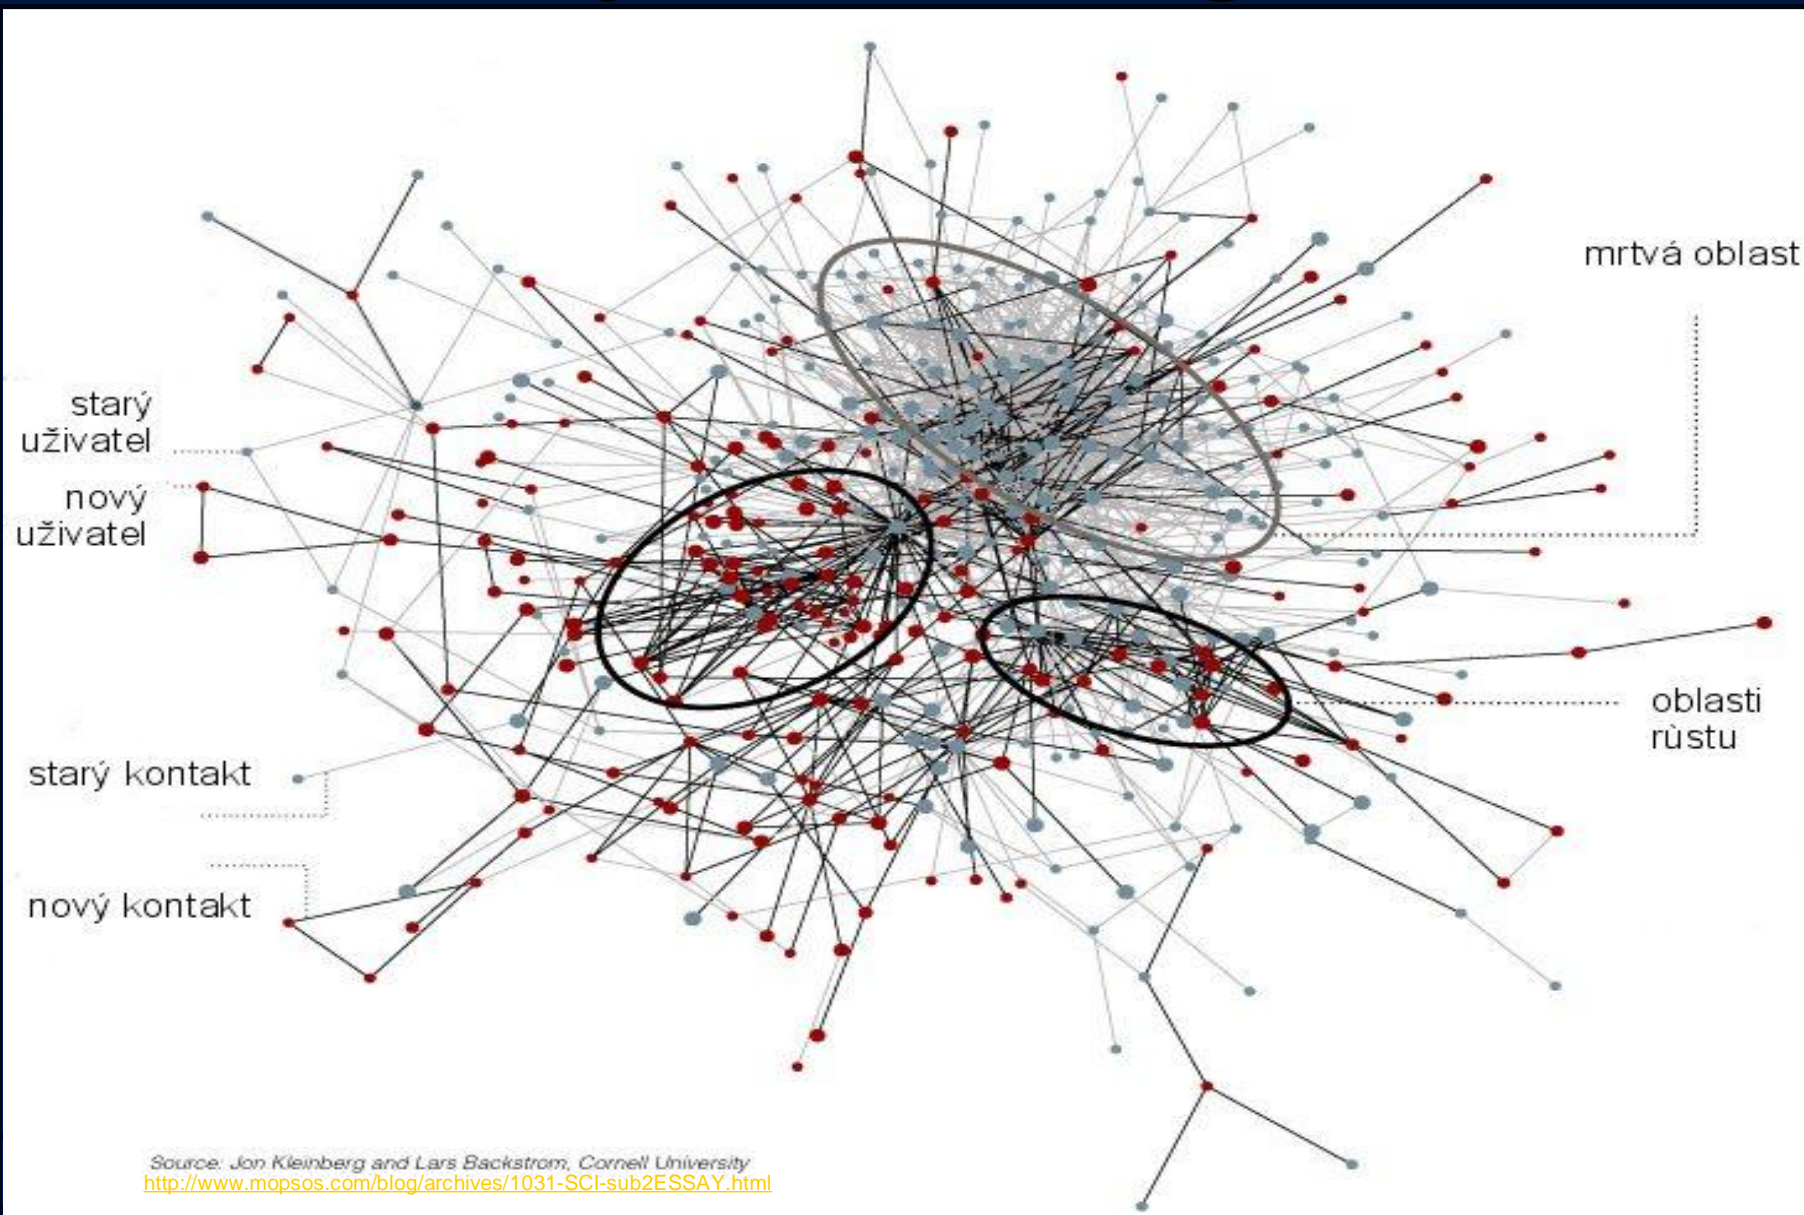 mrtvá oblast
starý
uživatel
nový
uživatel
oblasti
rùstu
starý kontakt
nový kontakt
Source: Jon Kleinberg and Lars Backstrom, Cornell University
http://www.mopsos.com/blog/archives/1031-SCI-sub2ESSAY.html